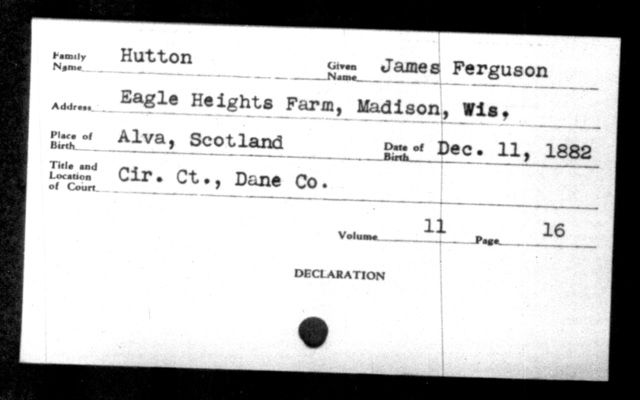 Family Name Hutton Given Name James Ferguson
Address Eagle Heights Farm, Madison, Wis,
Place of Birth Alva, Scotland Date of Birth Dec. 11, 1882
Title and Location of Court Cir. Ct., Dane Co.
Volume 11 Page 16
DECLARATION